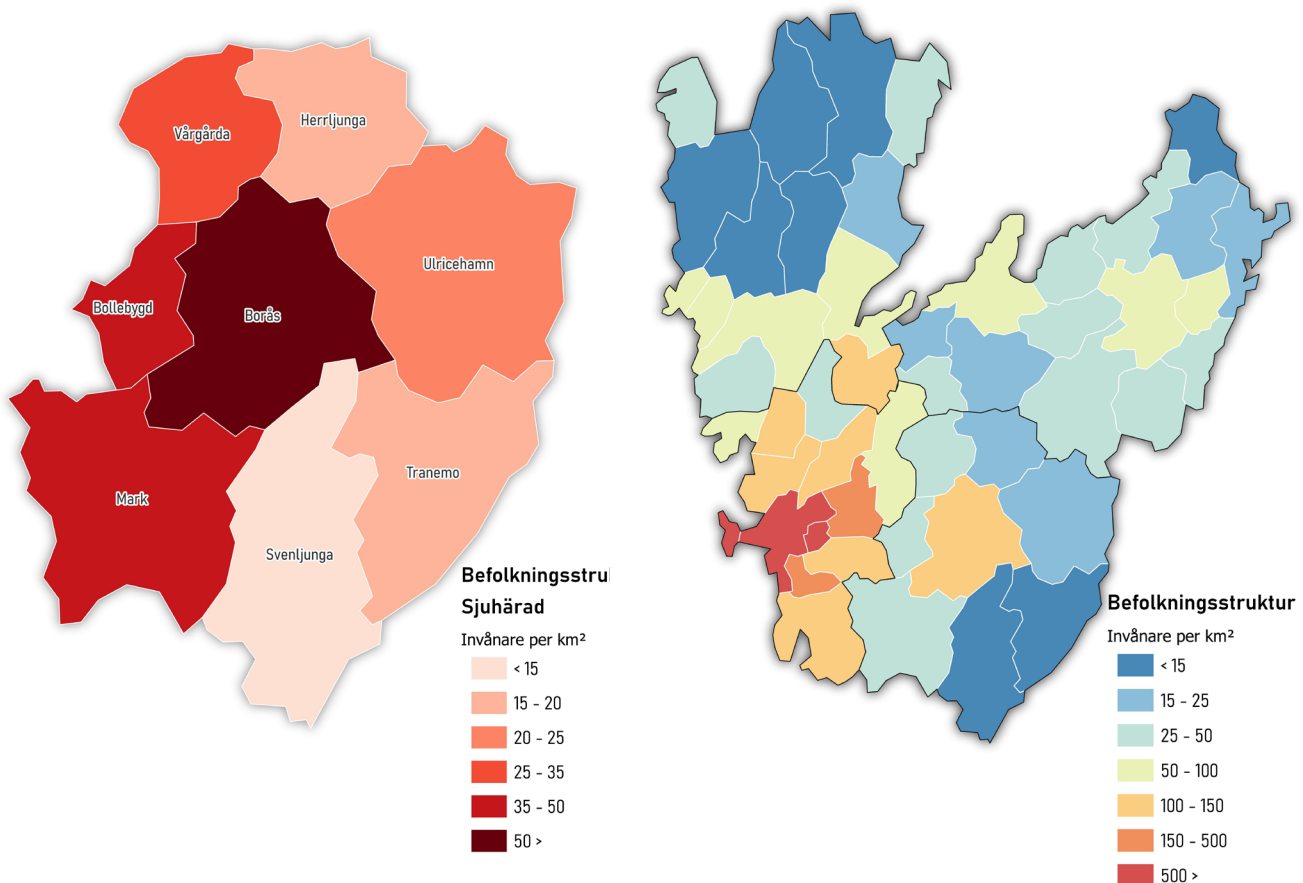 Vårgårda
Herrljunga
Ulricehamn
Bollebygd
Borås
Mark
Tranemo
Svenljunga
Befolkningsstru
Sjuhärad
Invånare per km²
< 15
15 - 20
20 - 25
25 - 35
35 - 50
50 >
Befolkningsstruktur
Invånare per km²
< 15
15 - 25
25 - 50
50 - 100
100 - 150
150 - 500
500 >